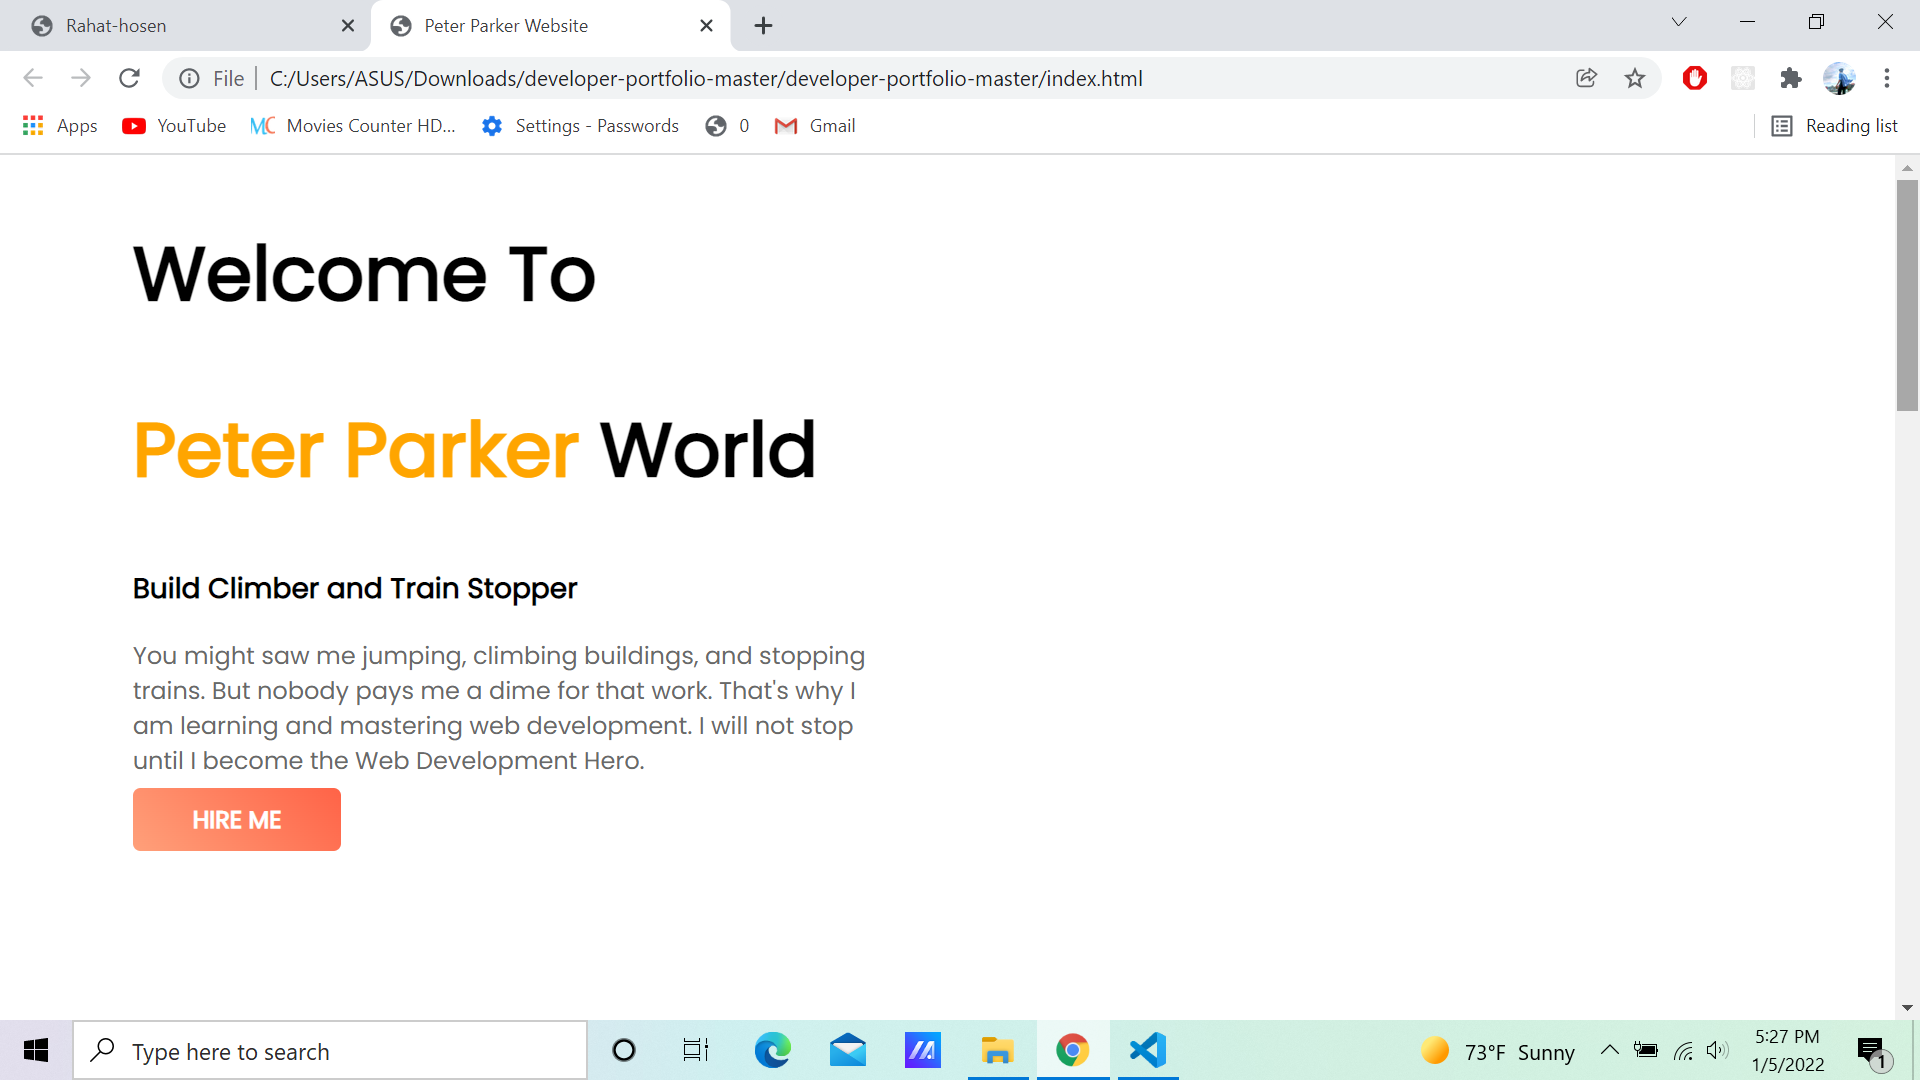 Rahat-hosen
Peter Parker Website
File
C:/Users/ASUS/Downloads/developer-portfolio-master/developer-portfolio-master/index.html
Apps
YouTube
MC Movies Counter HD...
Settings - Passwords
0
Gmail
Reading list
Welcome To
Peter Parker World
Build Climber and Train Stopper
You might saw me jumping, climbing buildings, and stopping
trains. But nobody pays me a dime for that work. That's why I
am learning and mastering web development. I will not stop
until I become the Web Development Hero.
HIRE ME
Type here to search
73°F Sunny
5:27 PM
1/5/2022
1